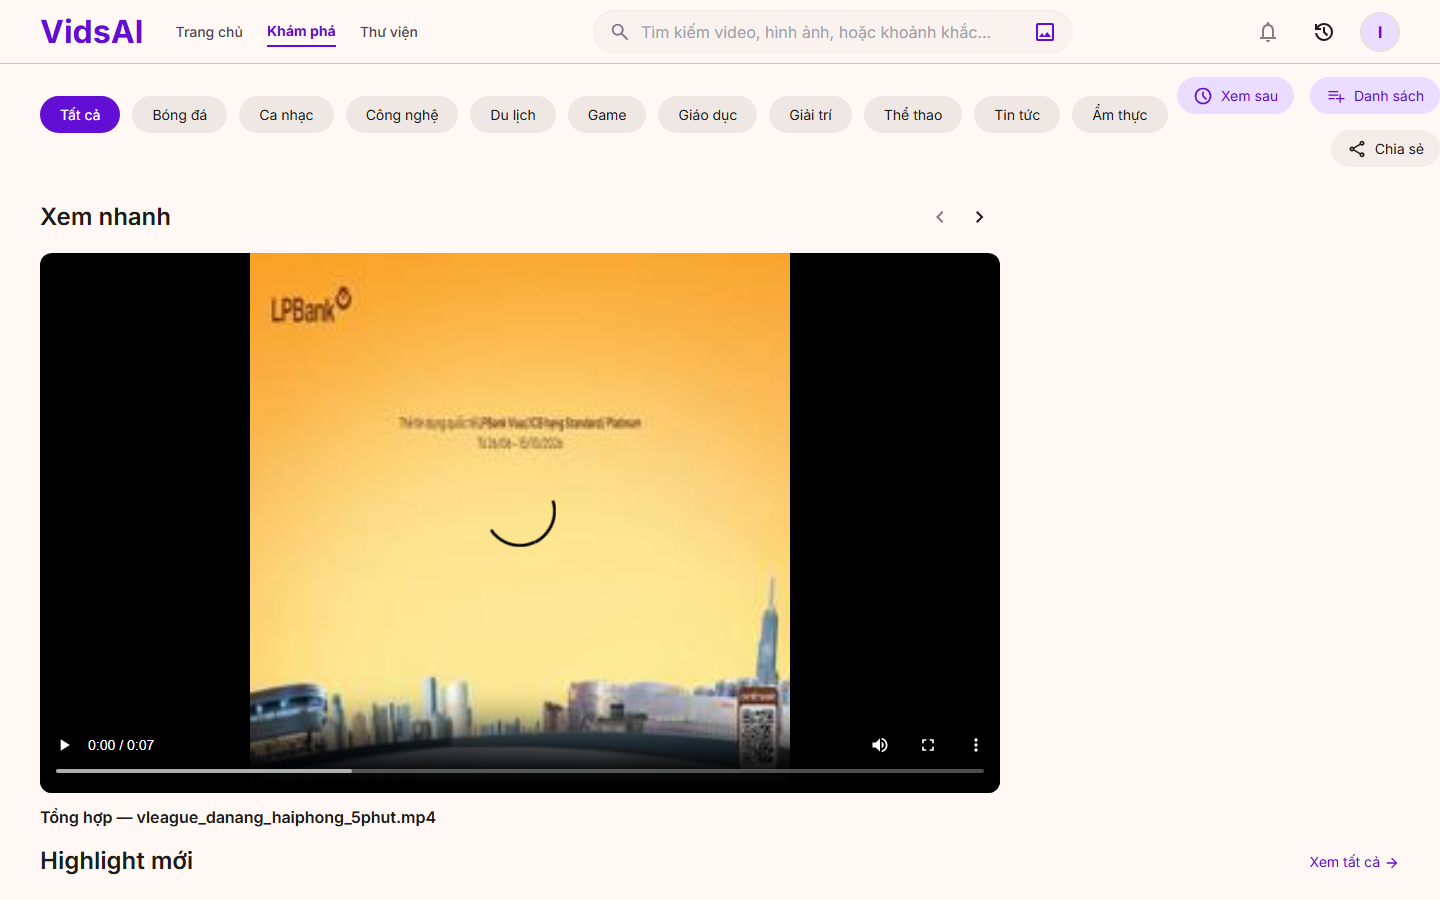 VidsAI
Trang chủ
Khám phá
Thư viện
Tìm kiếm video, hình ảnh, hoặc khoảnh khắc...
I
Tất cả
Bóng đá
Ca nhạc
Công nghệ
Du lịch
Game
Giáo dục
Giải trí
Thể thao
Tin tức
Ẩm thực
Xem sau
Danh sách
Chia sẻ
Xem nhanh
LPBank
0:00 / 0:07
Tổng hợp — vleague_danang_haiphong_5phut.mp4
Highlight mới
Xem tất cả